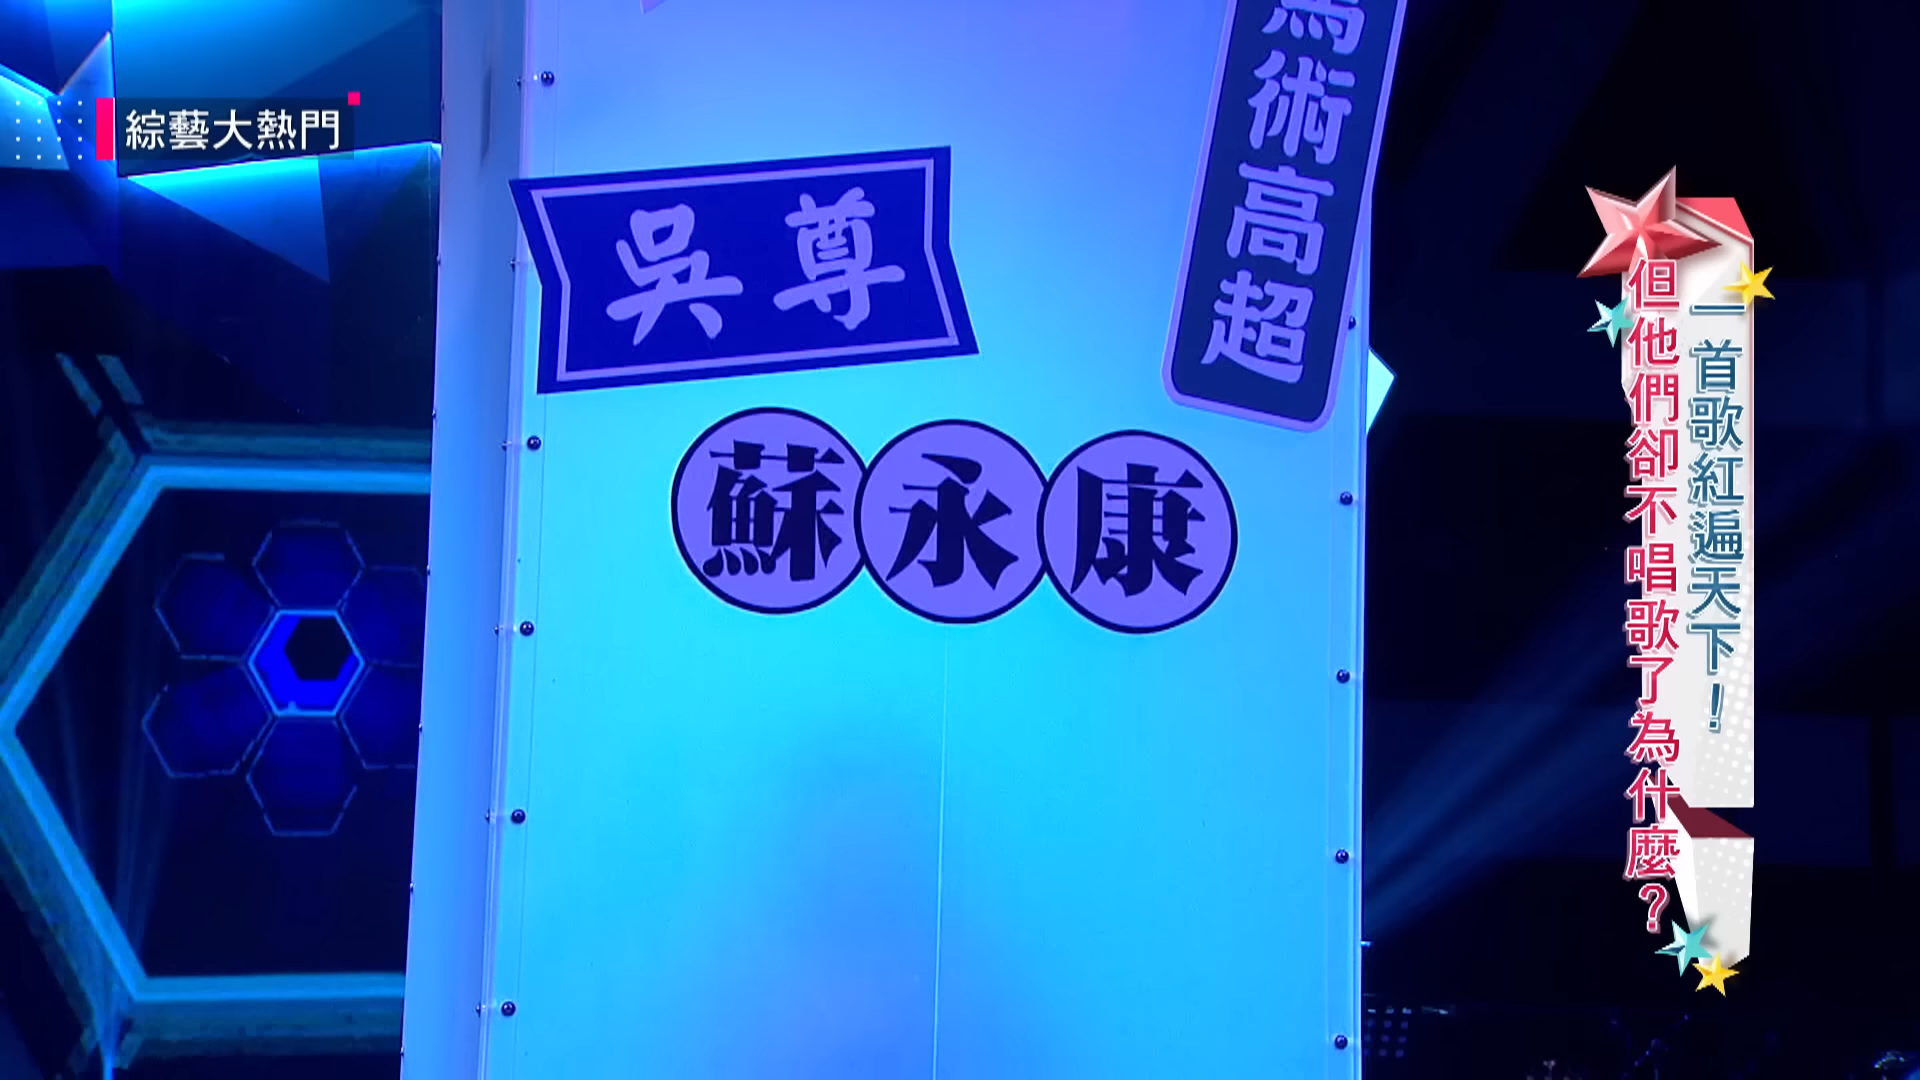 綜藝大熱門
馬術高超
吳尊
蘇永康
一首歌紅遍天下！
但他們卻不唱歌了為什麼？